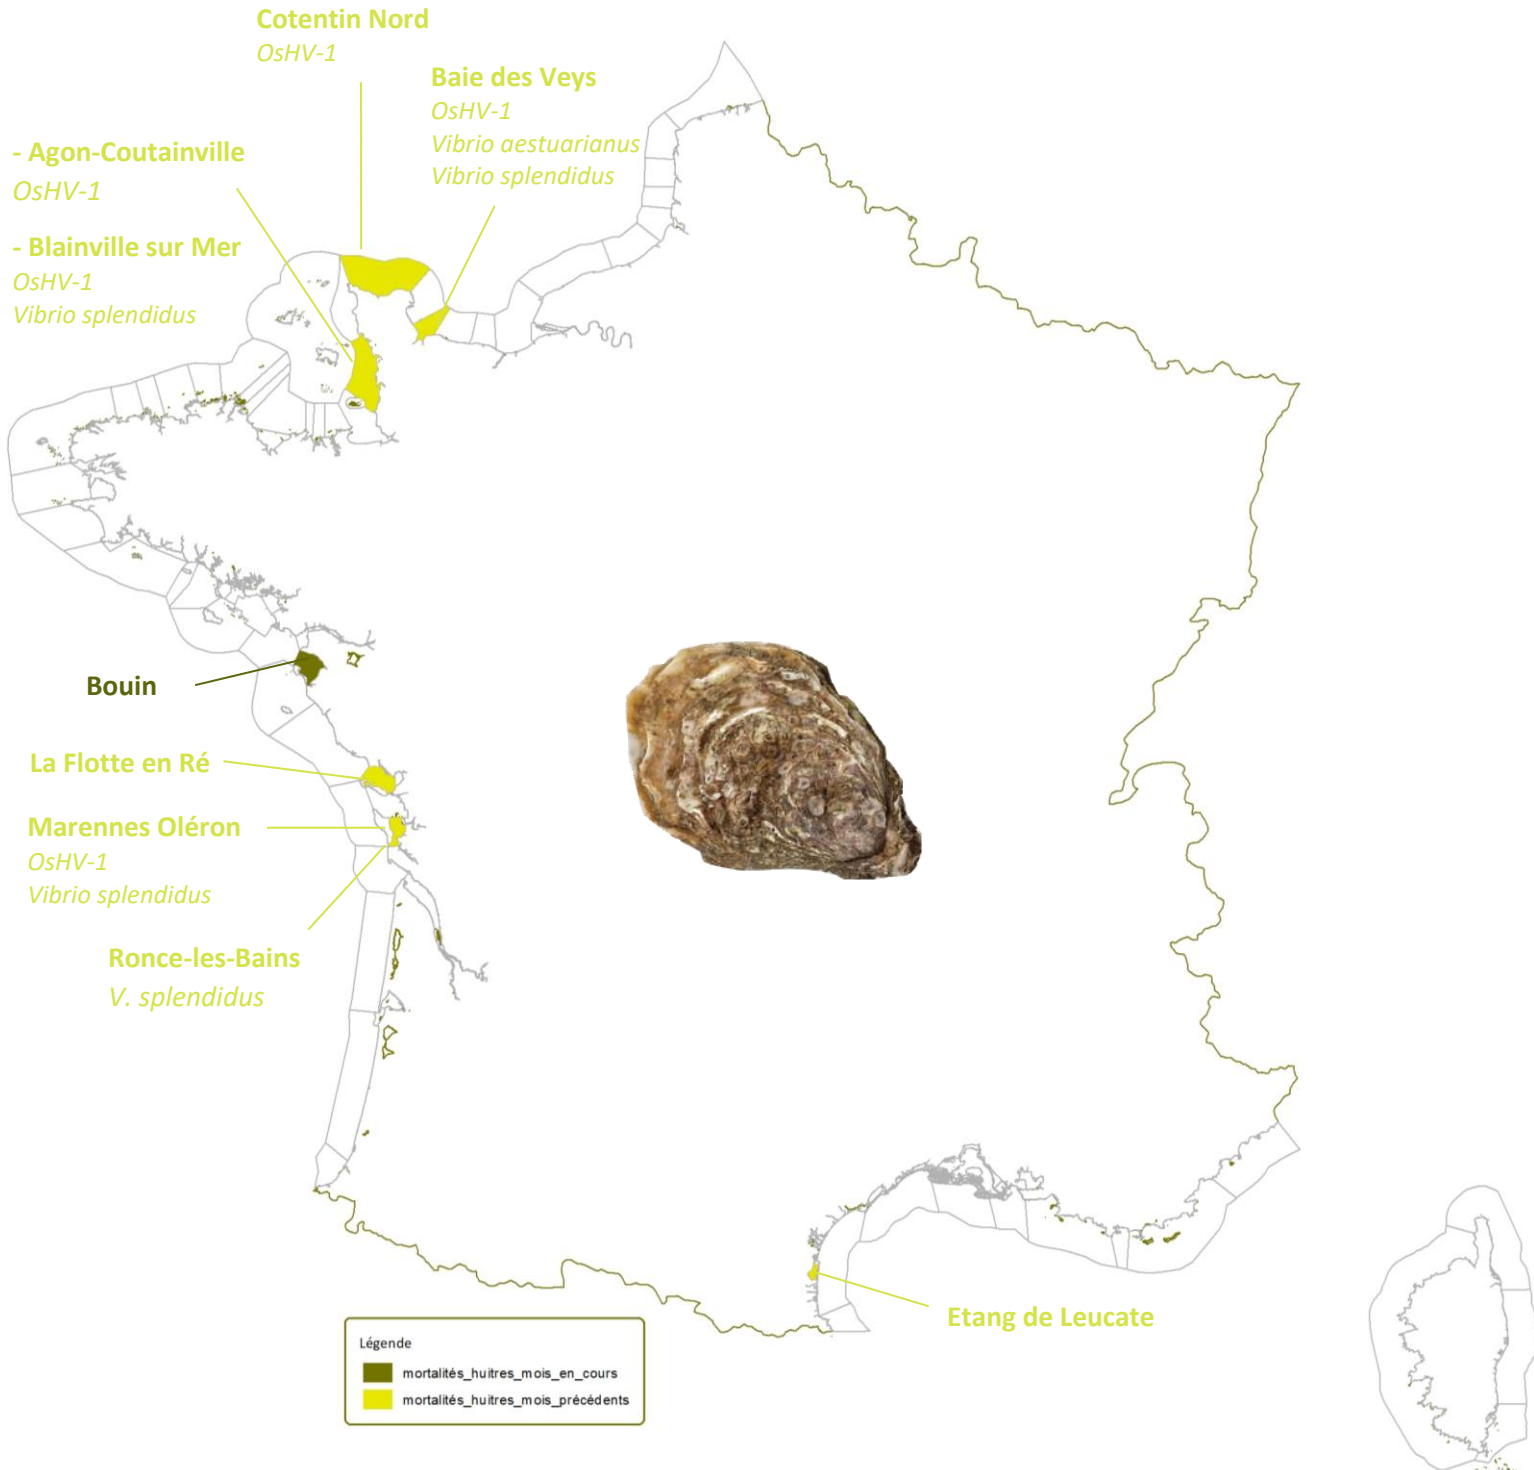 Cotentin Nord
OsHV-1
Baie des Veys
OsHV-1
Vibrio aestuarianus
Vibrio splendidus
- Agon-Coutainville
OsHV-1
- Blainville sur Mer
OsHV-1
Vibrio splendidus
Bouin
La Flotte en Ré
Marennes Oléron
OsHV-1
Vibrio splendidus
Ronce-les-Bains
V. splendidus
Etang de Leucate
Légende
mortalités_huitres_mois_en_cours
mortalités_huitres_mois_précédents